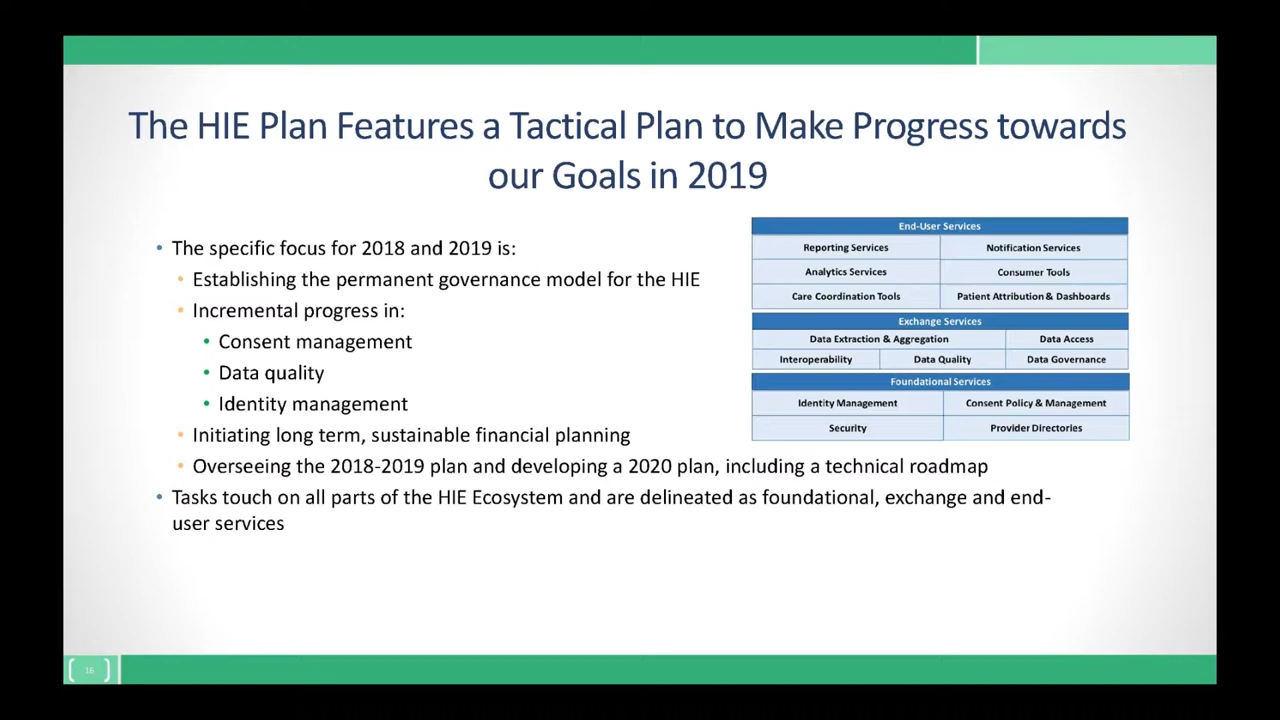 The HIE Plan Features a Tactical Plan to Make Progress towards
our Goals in 2019
• The specific focus for 2018 and 2019 is:
• Establishing the permanent governance model for the HIE
• Incremental progress in:
• Consent management
• Data quality
• Identity management
• Initiating long term, sustainable financial planning
• Overseeing the 2018-2019 plan and developing a 2020 plan, including a technical roadmap
• Tasks touch on all parts of the HIE Ecosystem and are delineated as foundational, exchange and end-
user services
End-User Services
Reporting Services Notification Services
Analytics Services Consumer Tools
Care Coordination Tools Patient Attribution & Dashboards
Exchange Services
Data Extraction & Aggregation Data Access
Interoperability Data Quality Data Governance
Foundational Services
Identity Management Consent Policy & Management
Security Provider Directories
16